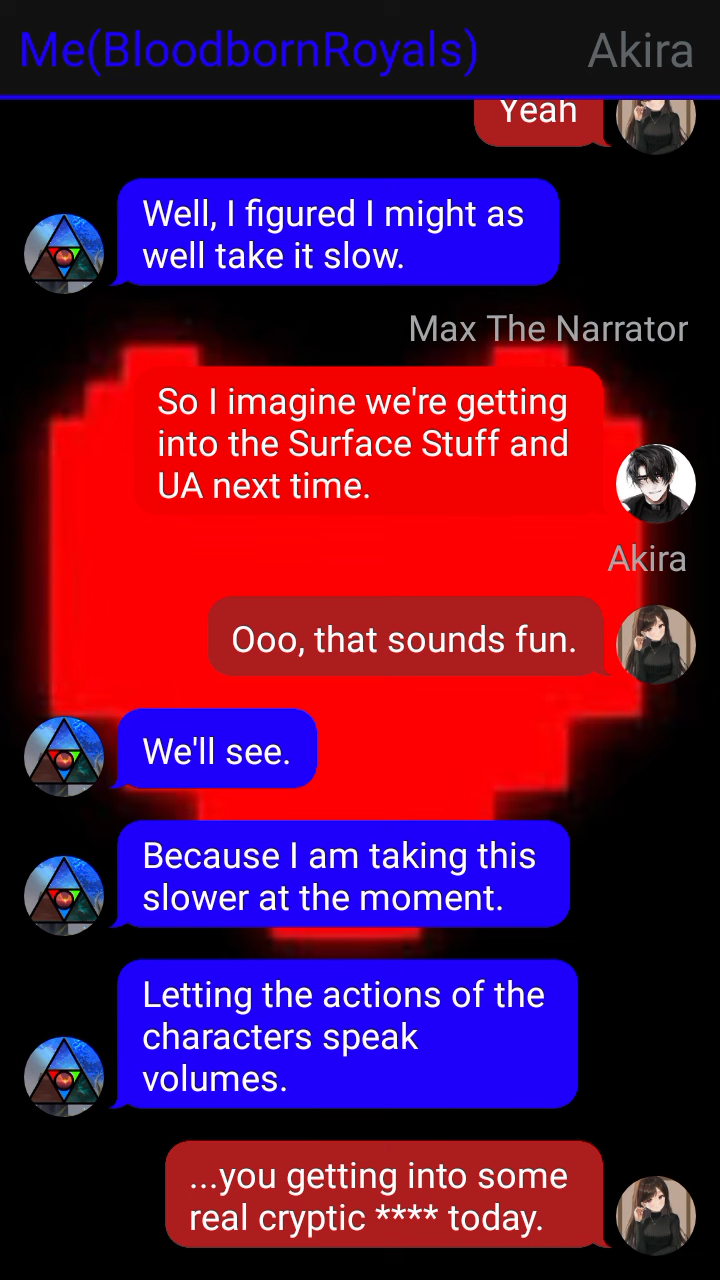 Me(BloodbornRoyals)
Akira
Yeah
Well, I figured I might as
well take it slow.
Max The Narrator
So I imagine we're getting
into the Surface Stuff and
UA next time.
Akira
Ooo, that sounds fun.
We'll see.
Because I am taking this
slower at the moment.
Letting the actions of the
characters speak
volumes.
...you getting into some
real cryptic **** today.